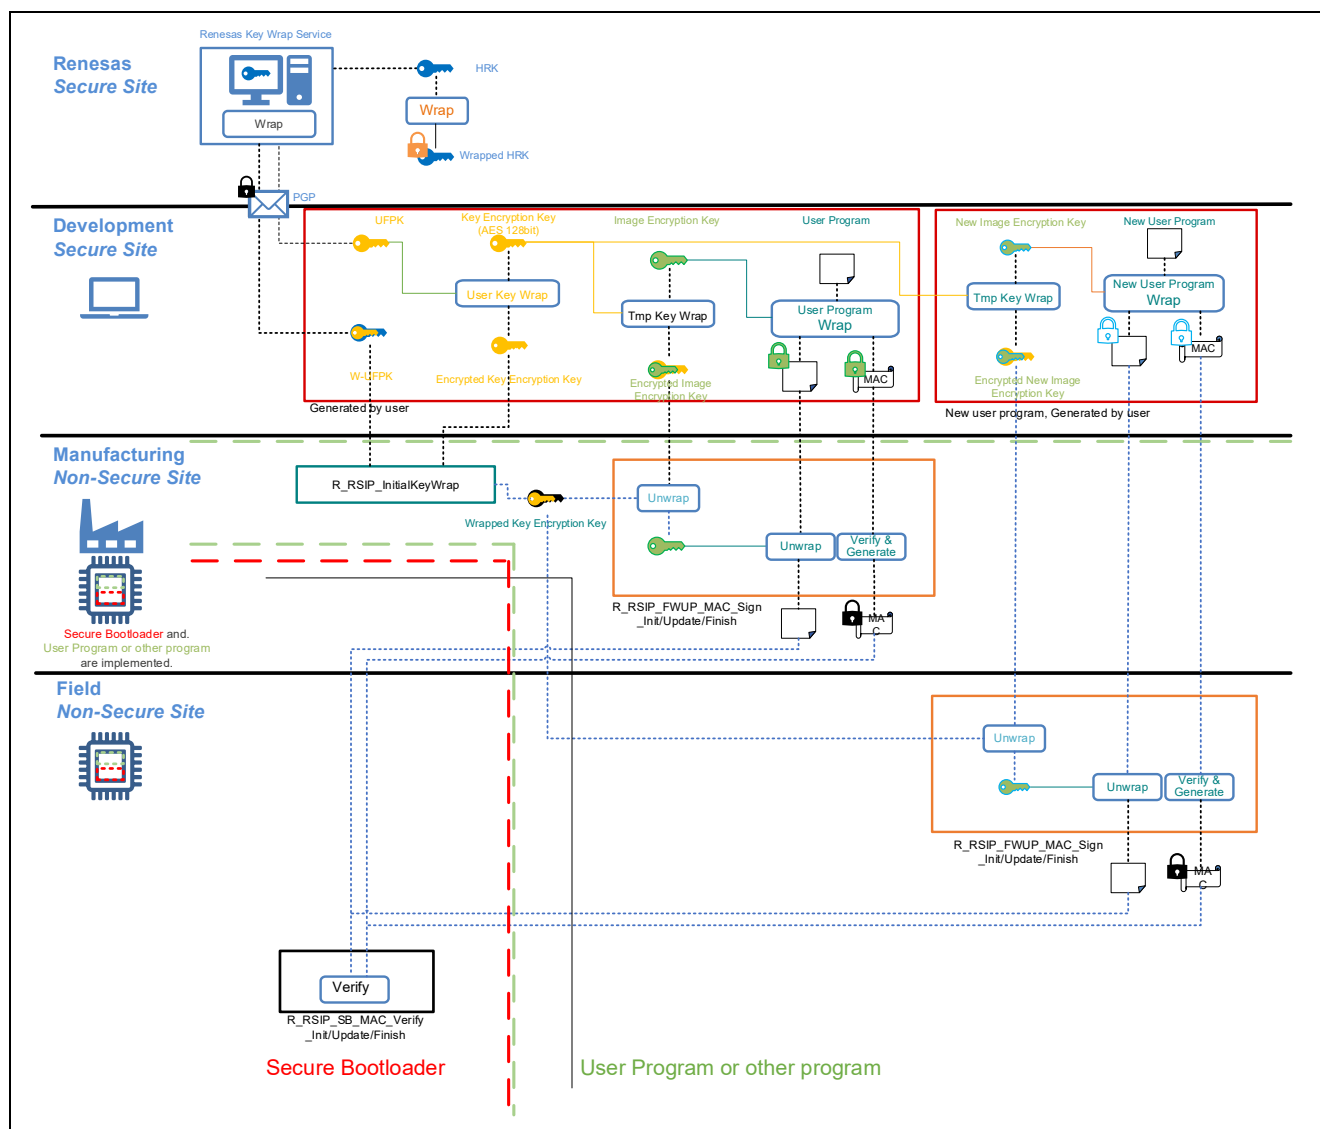 Renesas Key Wrap Service
Renesas
Secure Site
Wrap
HRK
Wrap
Wrapped HRK
PGP
Development
Secure Site
UFPK
Key Encryption Key
(AES 128bit)
Image Encryption Key
User Program
New Image Encryption Key
New User Program
User Key Wrap
Tmp Key Wrap
User Program
Wrap
Tmp Key Wrap
New User Program
Wrap
W-UFPK
Encrypted Key Encryption Key
Encrypted Image
Encryption Key
MAC
MAC
Encrypted New Image
Encryption Key
Generated by user
New user program, Generated by user
Manufacturing
Non-Secure Site
R_RSIP_InitialKeyWrap
Wrapped Key Encryption Key
Unwrap
Unwrap
Verify &
Generate
R_RSIP_FWUP_MAC_Sign
_Init/Update/Finish
MA
C
Secure Bootloader and.
User Program or other program
are implemented.
Field
Non-Secure Site
Unwrap
Unwrap
Verify &
Generate
R_RSIP_FWUP_MAC_Sign
_Init/Update/Finish
MA
C
Verify
R_RSIP_SB_MAC_Verify
_Init/Update/Finish
Secure Bootloader
User Program or other program